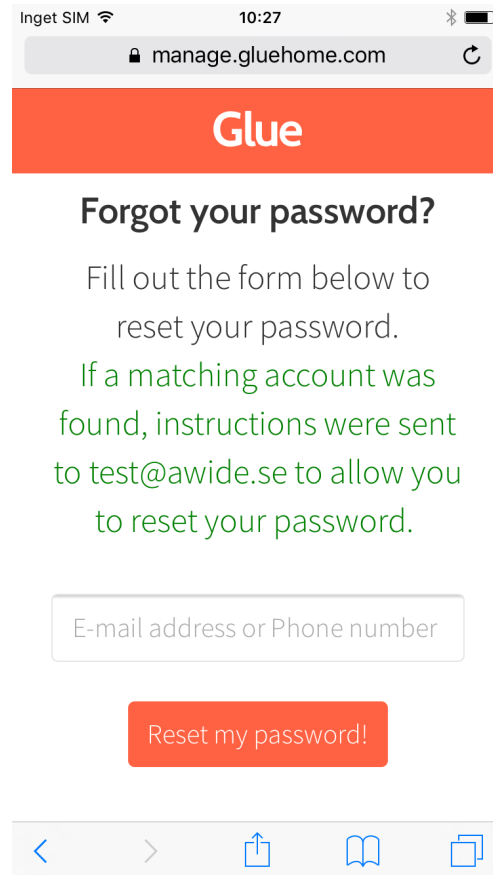 Inget SIM 10:27
manage.gluehome.com
Glue
Forgot your password?
Fill out the form below to
reset your password.
If a matching account was
found, instructions were sent
to test@awide.se to allow you
to reset your password.
E-mail address or Phone number
Reset my password!